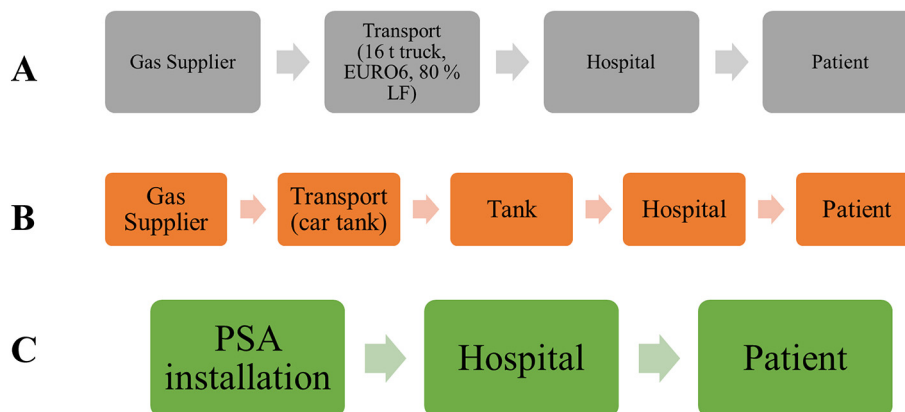 A
Gas Supplier
Transport
(16 t truck,
EURO6, 80 %
LF)
Hospital
Patient
B
Gas
Supplier
Transport
(car tank)
Tank
Hospital
Patient
C
PSA
installation
Hospital
Patient